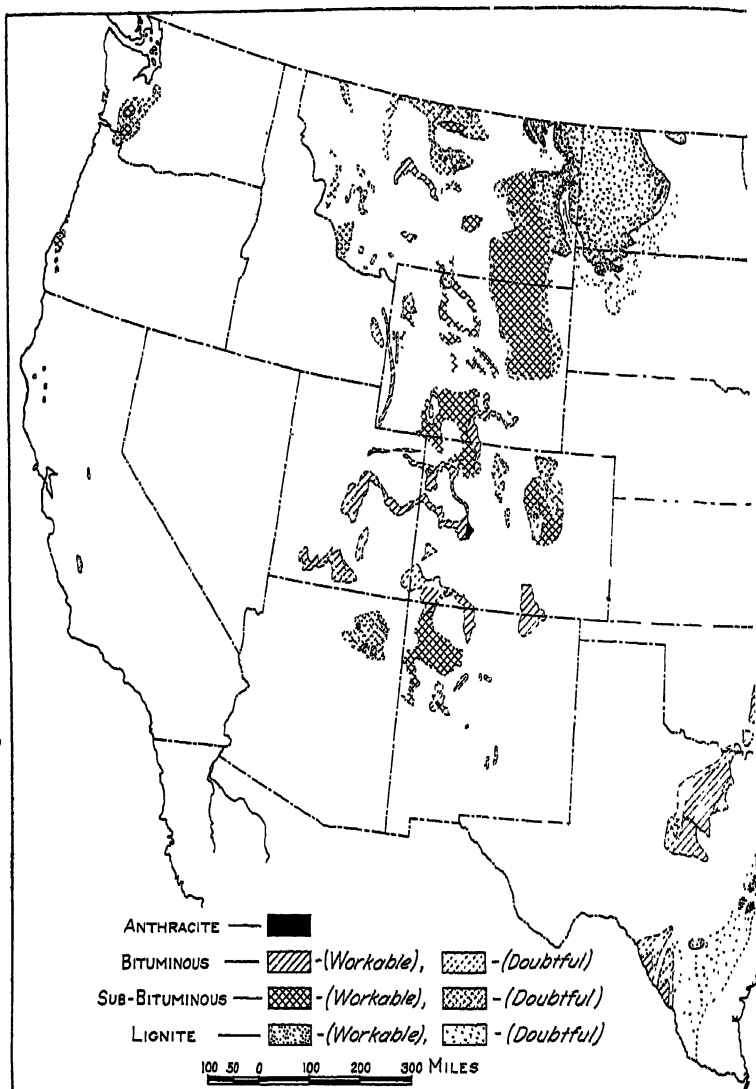 ANTHRACITE
BITUMINOUS -(Workable), -(Doubtful)
SUB-BITUMINOUS -(Workable), -(Doubtful)
LIGNITE -(Workable), -(Doubtful)
100 50 0 100 200 300 MILES